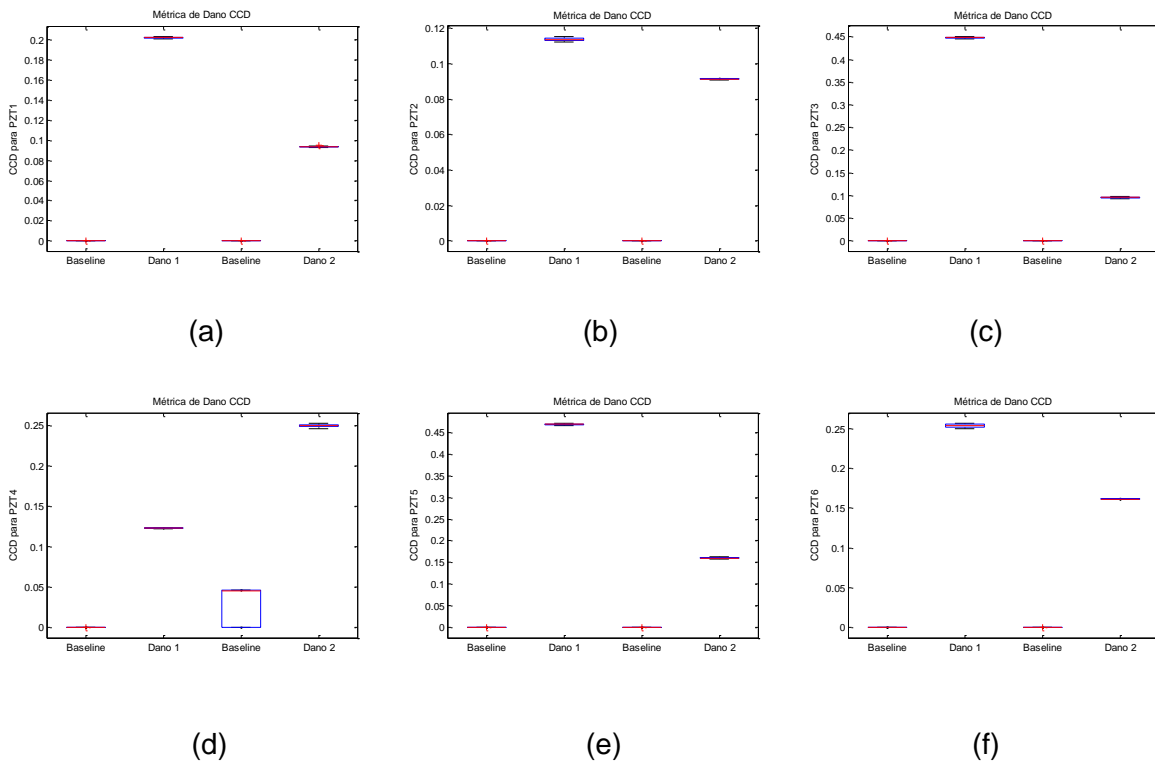 Métrica de Dano CCD
CCD para PZT1
0.2
0.18
0.16
0.14
0.12
0.1
0.08
0.06
0.04
0.02
0
Baseline Dano 1 Baseline Dano 2
(a)
Métrica de Dano CCD
CCD para PZT2
0.12
0.1
0.08
0.06
0.04
0.02
0
Baseline Dano 1 Baseline Dano 2
(b)
Métrica de Dano CCD
CCD para PZT3
0.45
0.4
0.35
0.3
0.25
0.2
0.15
0.1
0.05
0
Baseline Dano 1 Baseline Dano 2
(c)
Métrica de Dano CCD
CCD para PZT4
0.25
0.2
0.15
0.1
0.05
0
Baseline Dano 1 Baseline Dano 2
(d)
Métrica de Dano CCD
CCD para PZT5
0.45
0.4
0.35
0.3
0.25
0.2
0.15
0.1
0.05
0
Baseline Dano 1 Baseline Dano 2
(e)
Métrica de Dano CCD
CCD para PZT6
0.25
0.2
0.15
0.1
0.05
0
Baseline Dano 1 Baseline Dano 2
(f)